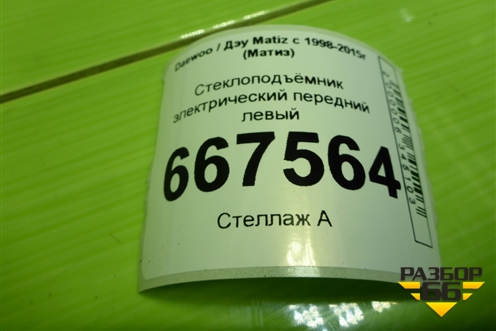 Daewoo / Дэу Matiz с 1998-2015г
(Матиз)
Стеклоподъёмник
электрический передний
левый
667564
Стеллаж А
РАЗБОР
66